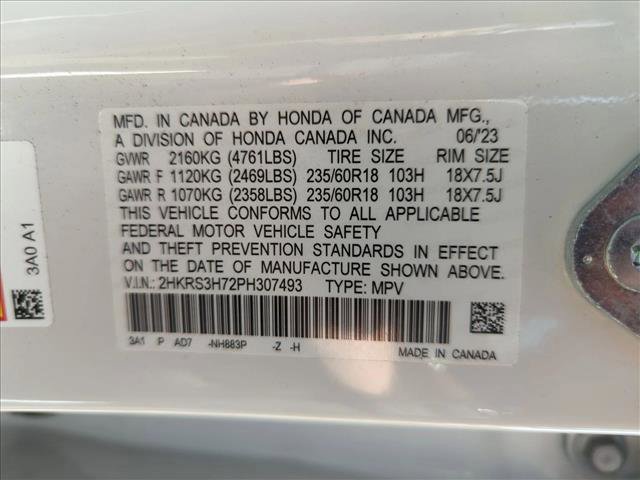 MFD. IN CANADA BY HONDA OF CANADA MFG.,
A DIVISION OF HONDA CANADA INC. 06/'23
GVWR 2160KG (4761LBS) TIRE SIZE RIM SIZE
GAWR F 1120KG (2469LBS) 235/60R18 103H 18X7.5J
GAWR R 1070KG (2358LBS) 235/60R18 103H 18X7.5J
THIS VEHICLE CONFORMS TO ALL APPLICABLE
FEDERAL MOTOR VEHICLE SAFETY
AND THEFT PREVENTION STANDARDS IN EFFECT
ON THE DATE OF MANUFACTURE SHOWN ABOVE.
V.I.N.: 2HKRS3H72PH307493 TYPE: MPV
3A1 P AD7 -NH883P -Z -H
MADE IN CANADA
3A0 A1